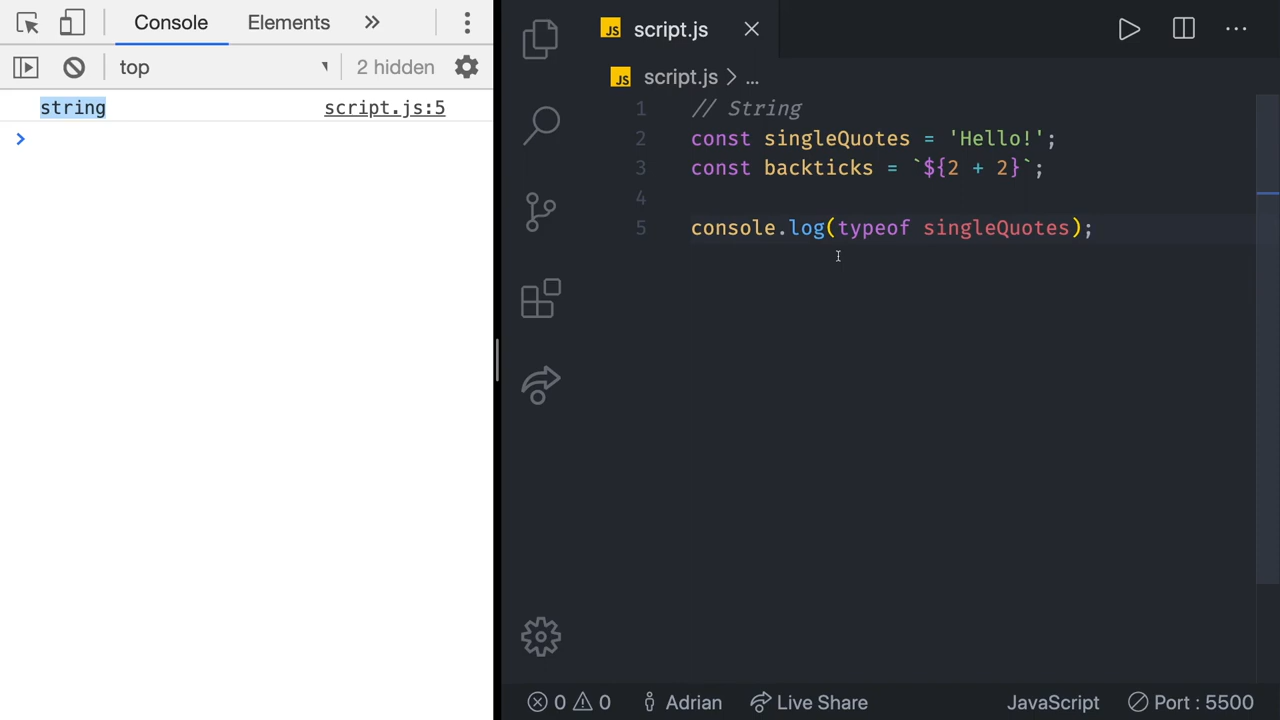 Console Elements
top 2 hidden
string script.js:5
>
JS script.js
JS script.js > ...
1 // String
2 const singleQuotes = 'Hello!';
3 const backticks = `${2 + 2}`;
4
5 console.log(typeof singleQuotes);
0 0 Adrian Live Share JavaScript Port : 5500